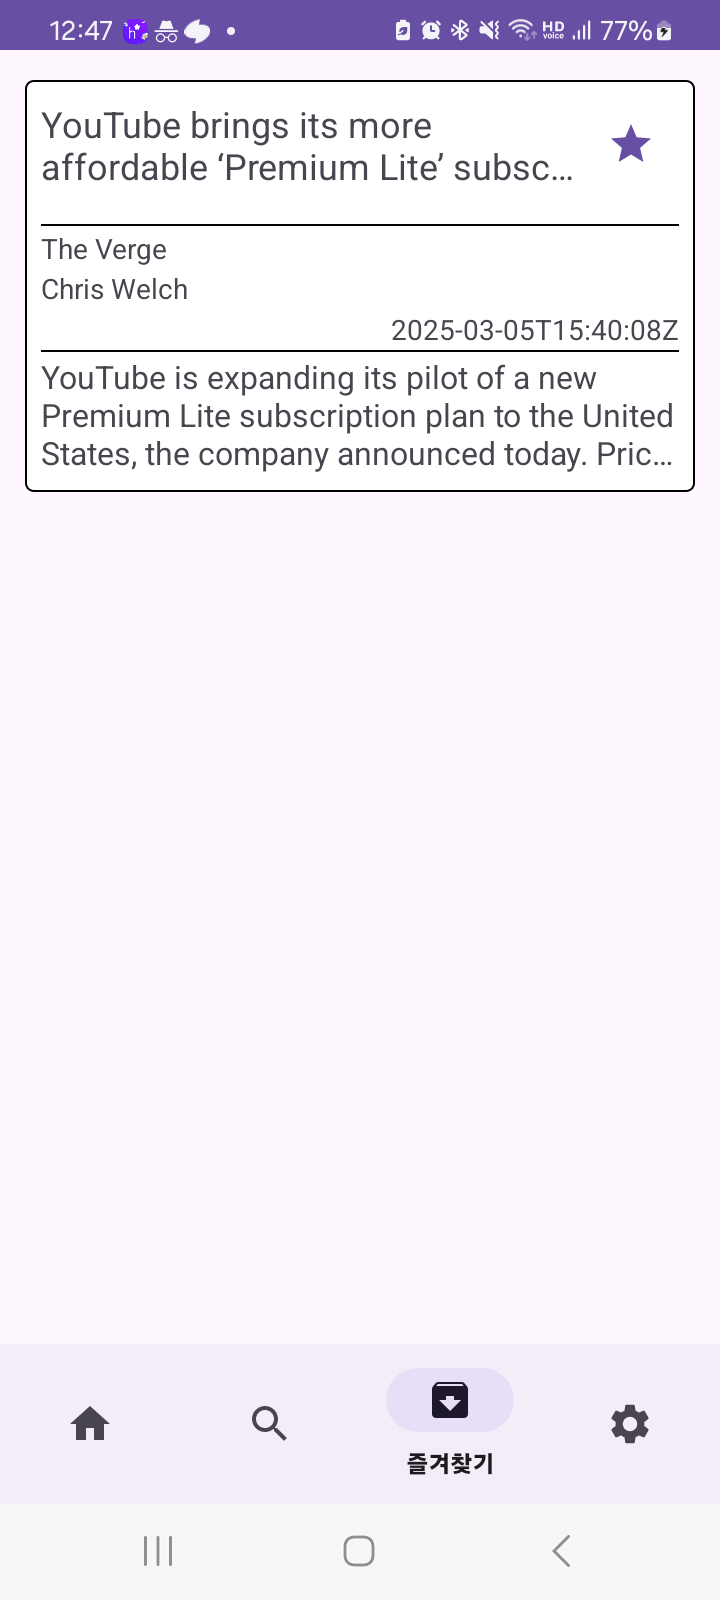 12:47
HD voice
77%
YouTube brings its more
affordable ‘Premium Lite’ subsc...
The Verge
Chris Welch
2025-03-05T15:40:08Z
YouTube is expanding its pilot of a new
Premium Lite subscription plan to the United
States, the company announced today. Pric...
즐겨찾기